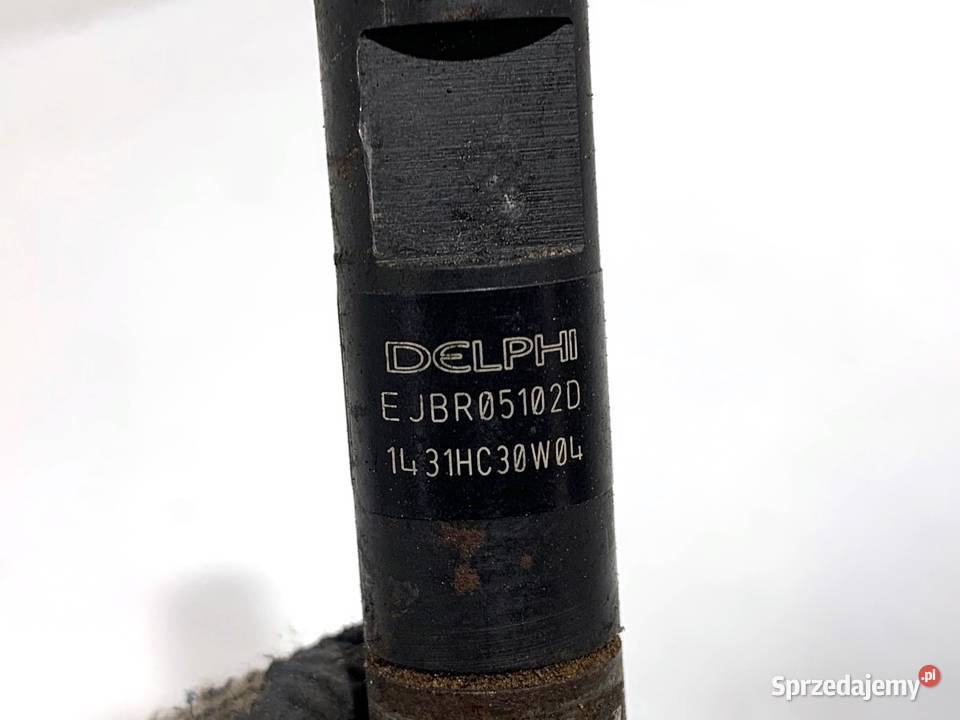 DELPHI
EJBR05102D
1431HC30W04
Sprzedajemy.pl